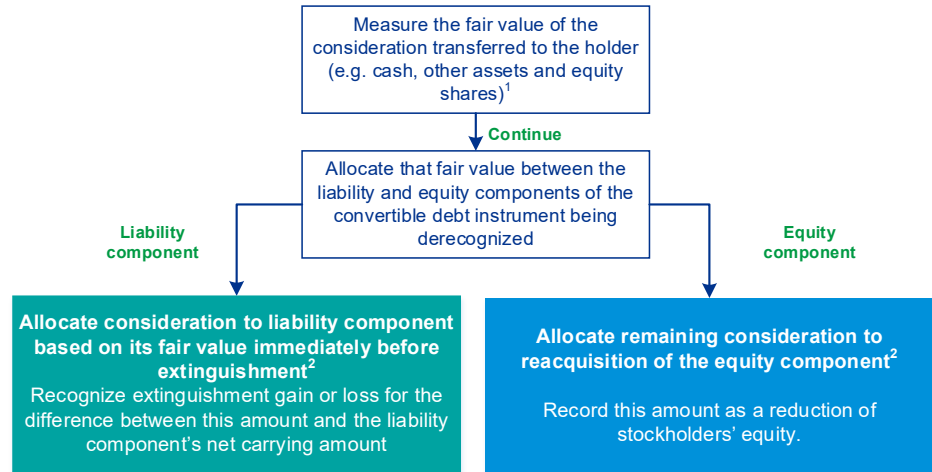 Measure the fair value of the
consideration transferred to the holder
(e.g. cash, other assets and equity
shares)1
Continue
Allocate that fair value between the
liability and equity components of the
convertible debt instrument being
derecognized
Liability
component
Equity
component
Allocate consideration to liability component
based on its fair value immediately before
extinguishment2
Recognize extinguishment gain or loss for the
difference between this amount and the liability
component's net carrying amount
Allocate remaining consideration to
reacquisition of the equity component2
Record this amount as a reduction of
stockholders' equity.